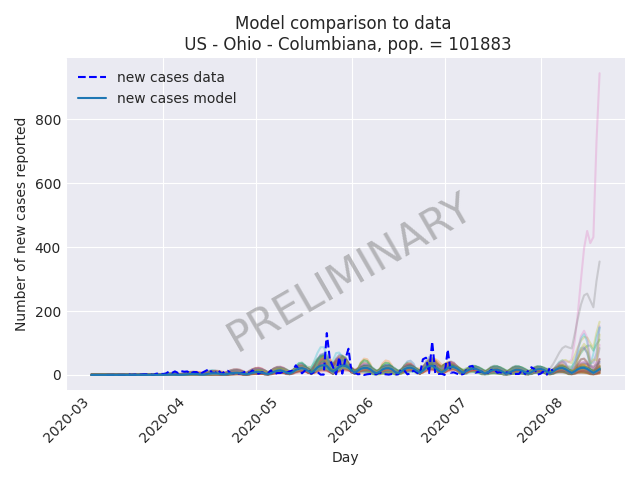 Model comparison to data
US - Ohio - Columbiana, pop. = 101883
new cases data
new cases model
PRELIMINARY
Number of new cases reported
800
600
400
200
0
2020-03
2020-04
2020-05
2020-06
2020-07
2020-08
Day